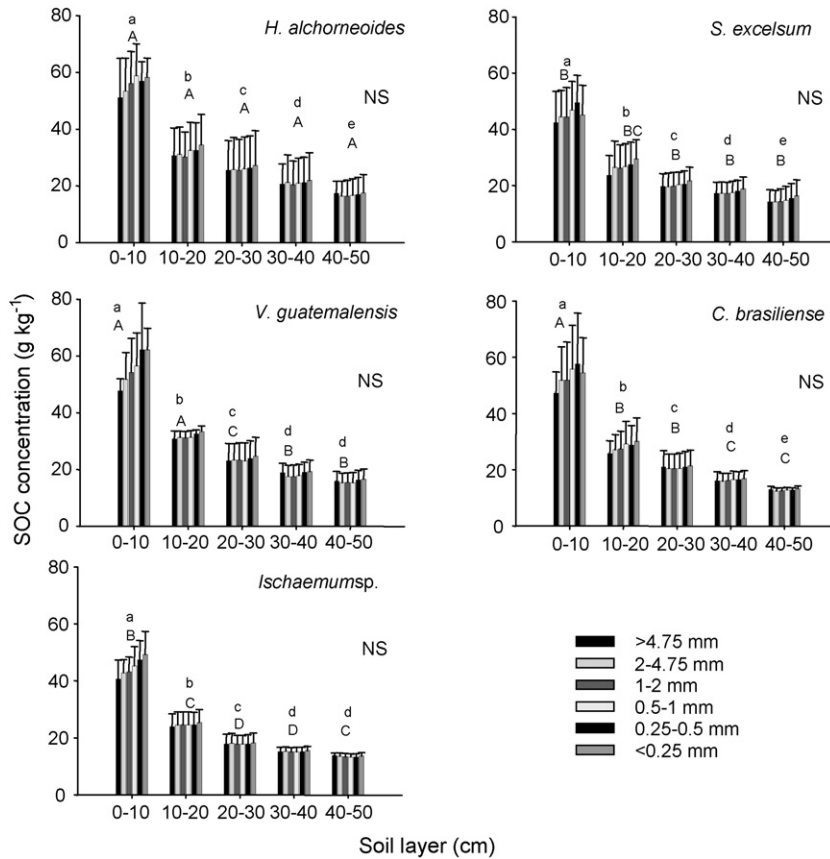 SOC concentration (g kg-1)
H. alchorneoides
NS
80
60
40
20
0
a
A
b
A
c
A
d
A
e
A
0-10 10-20 20-30 30-40 40-50
S. excelsum
NS
80
60
40
20
0
a
B
b
BC
c
B
d
B
e
B
0-10 10-20 20-30 30-40 40-50
V. guatemalensis
NS
80
60
40
20
0
a
A
b
A
c
C
d
B
d
B
0-10 10-20 20-30 30-40 40-50
C. brasiliense
NS
80
60
40
20
0
a
A
b
B
c
B
d
C
e
C
0-10 10-20 20-30 30-40 40-50
Ischaemumsp.
NS
80
60
40
20
0
a
B
b
C
c
D
d
D
d
C
0-10 10-20 20-30 30-40 40-50
>4.75 mm
2-4.75 mm
1-2 mm
0.5-1 mm
0.25-0.5 mm
<0.25 mm
Soil layer (cm)